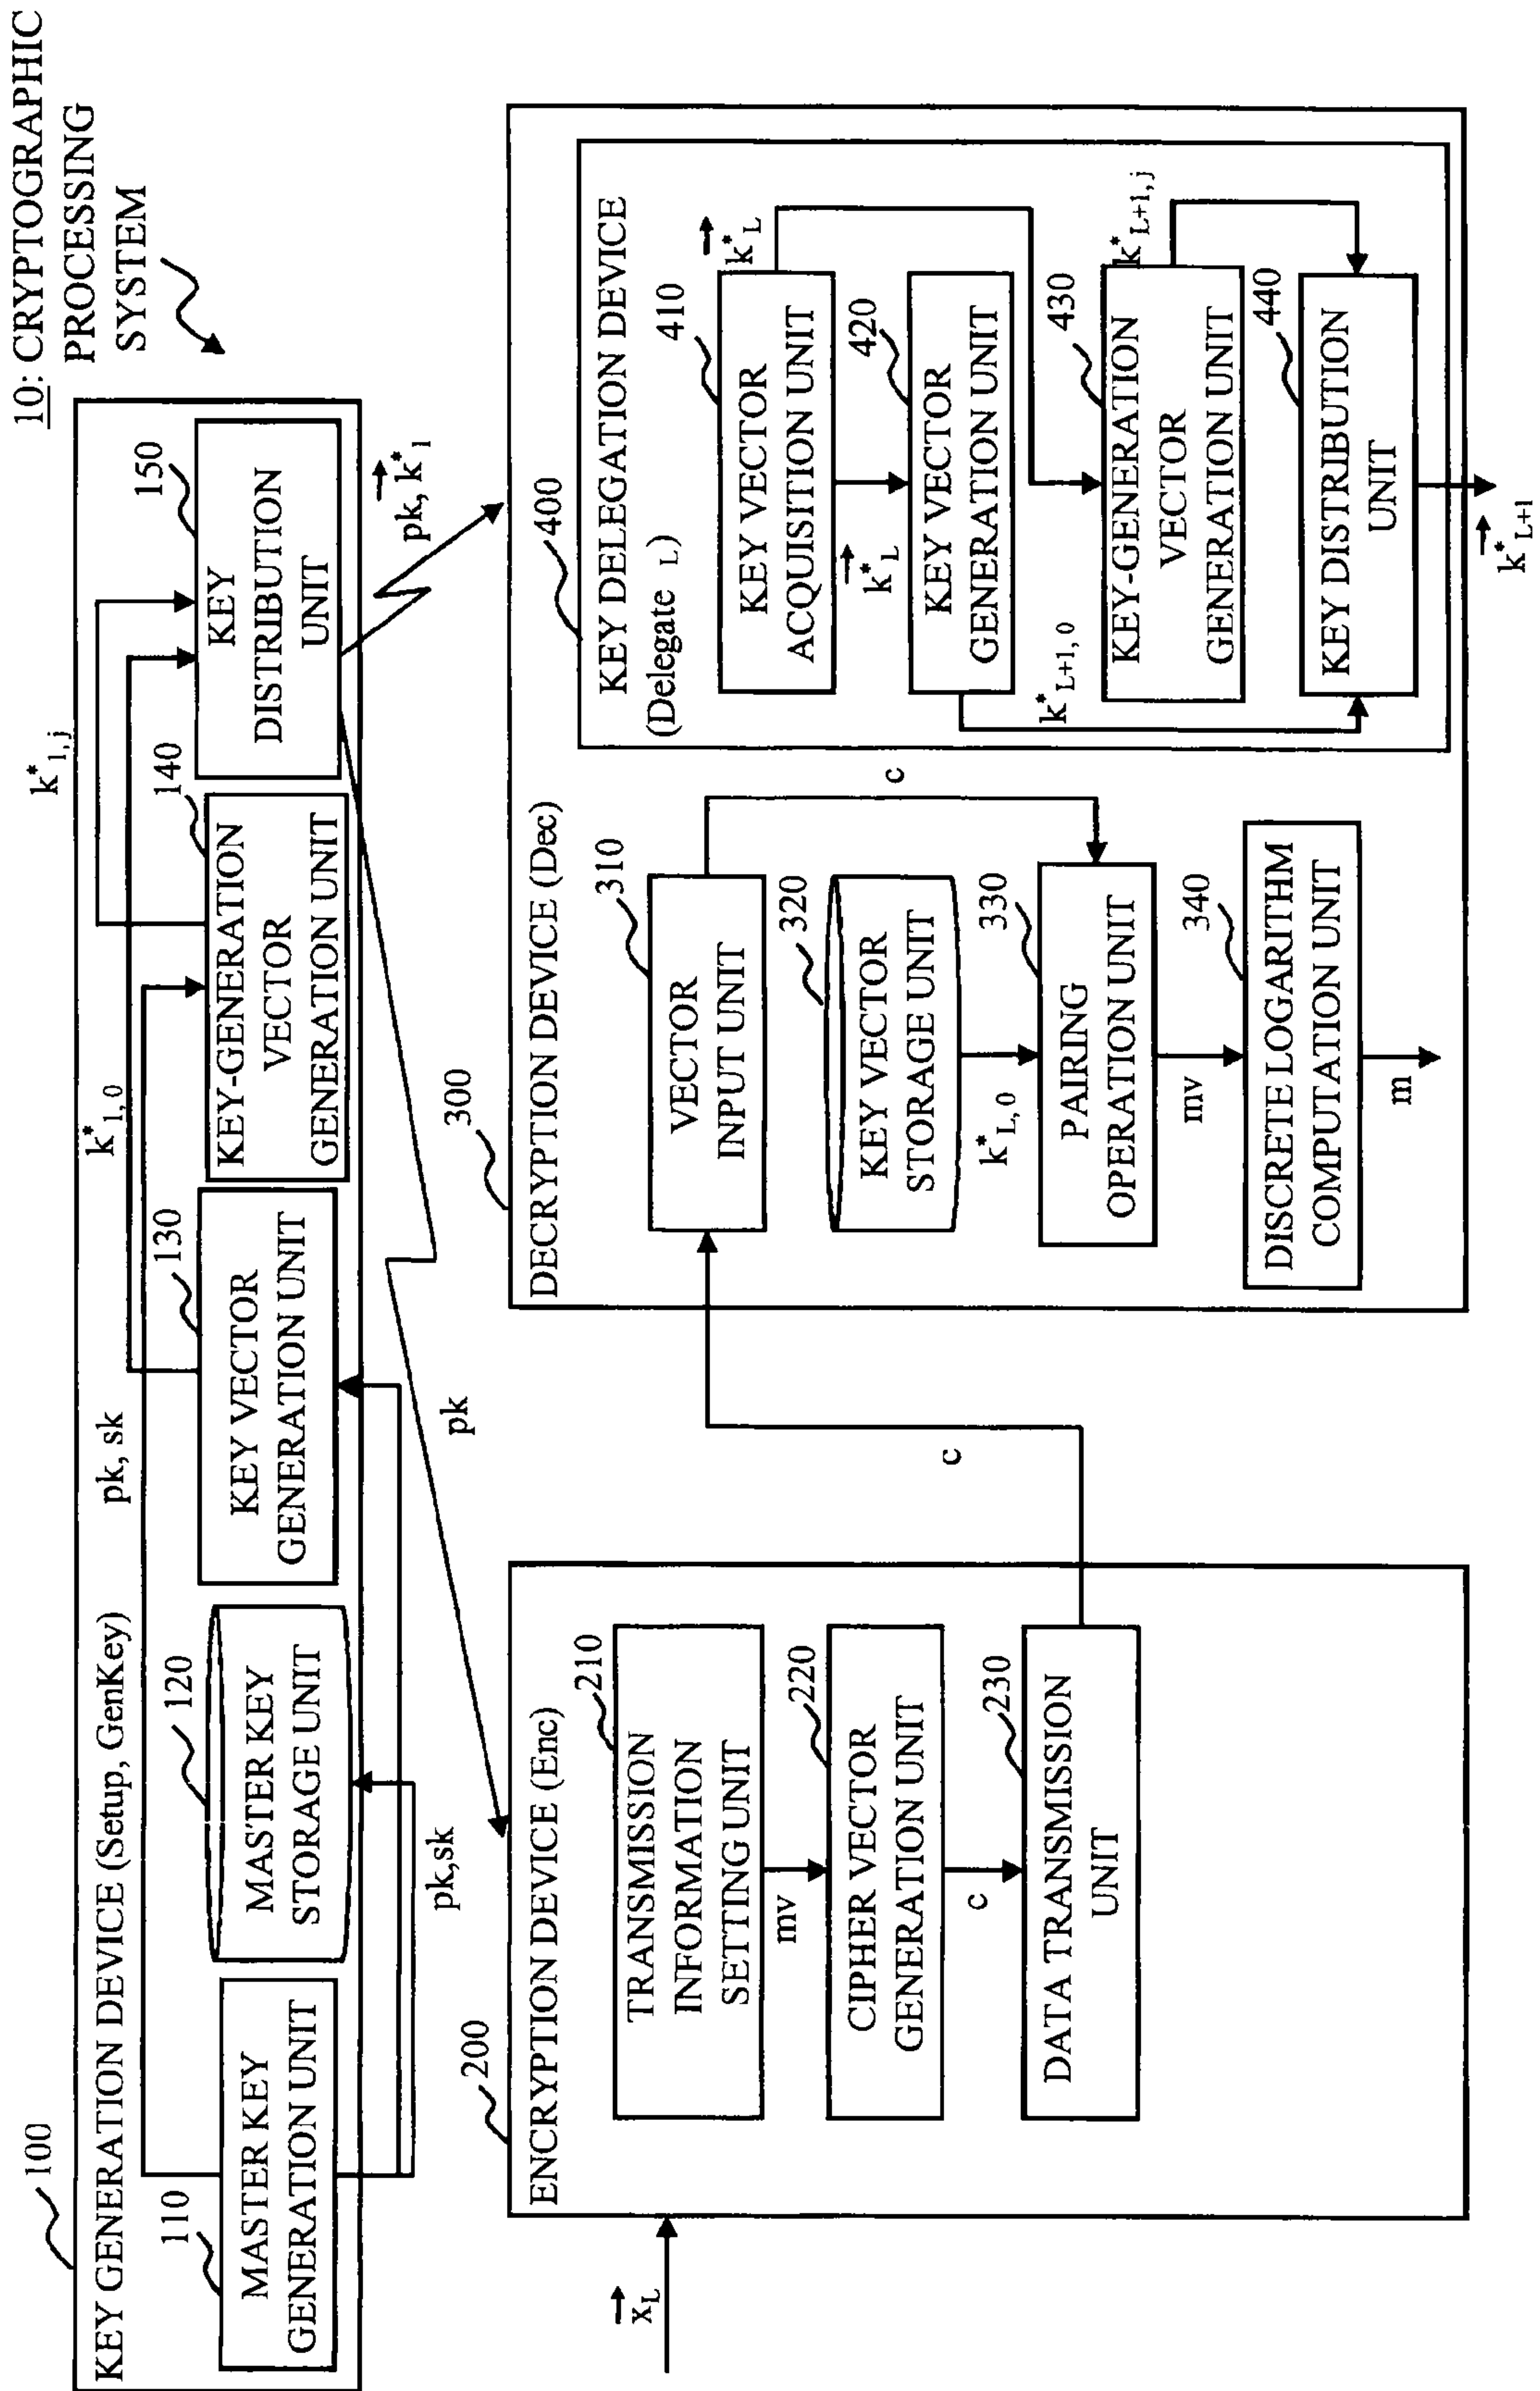 10: CRYPTOGRAPHIC
PROCESSING
SYSTEM
100
KEY GENERATION DEVICE (Setup, GenKey)
110
MASTER KEY
GENERATION UNIT
120
MASTER KEY
STORAGE UNIT
pk,sk
pk, sk
130
KEY VECTOR
GENERATION UNIT
k*1,0
140
KEY-GENERATION
VECTOR
GENERATION UNIT
k*1,j
150
KEY
DISTRIBUTION
UNIT
pk
pk, k*1
xL
200
ENCRYPTION DEVICE (Enc)
210
TRANSMISSION
INFORMATION
SETTING UNIT
mv
220
CIPHER VECTOR
GENERATION UNIT
c
230
DATA TRANSMISSION
UNIT
c
300
DECRYPTION DEVICE (Dec)
310
VECTOR
INPUT UNIT
c
320
KEY VECTOR
STORAGE UNIT
k*L,0
330
PAIRING
OPERATION UNIT
mv
340
DISCRETE LOGARITHM
COMPUTATION UNIT
m
400
KEY DELEGATION DEVICE
(Delegate L)
410
KEY VECTOR
ACQUISITION UNIT
k*L
k*L
420
KEY VECTOR
GENERATION UNIT
k*L+1,0
430
KEY-GENERATION
VECTOR
GENERATION UNIT
k*L+1,j
440
KEY DISTRIBUTION
UNIT
k*L+1